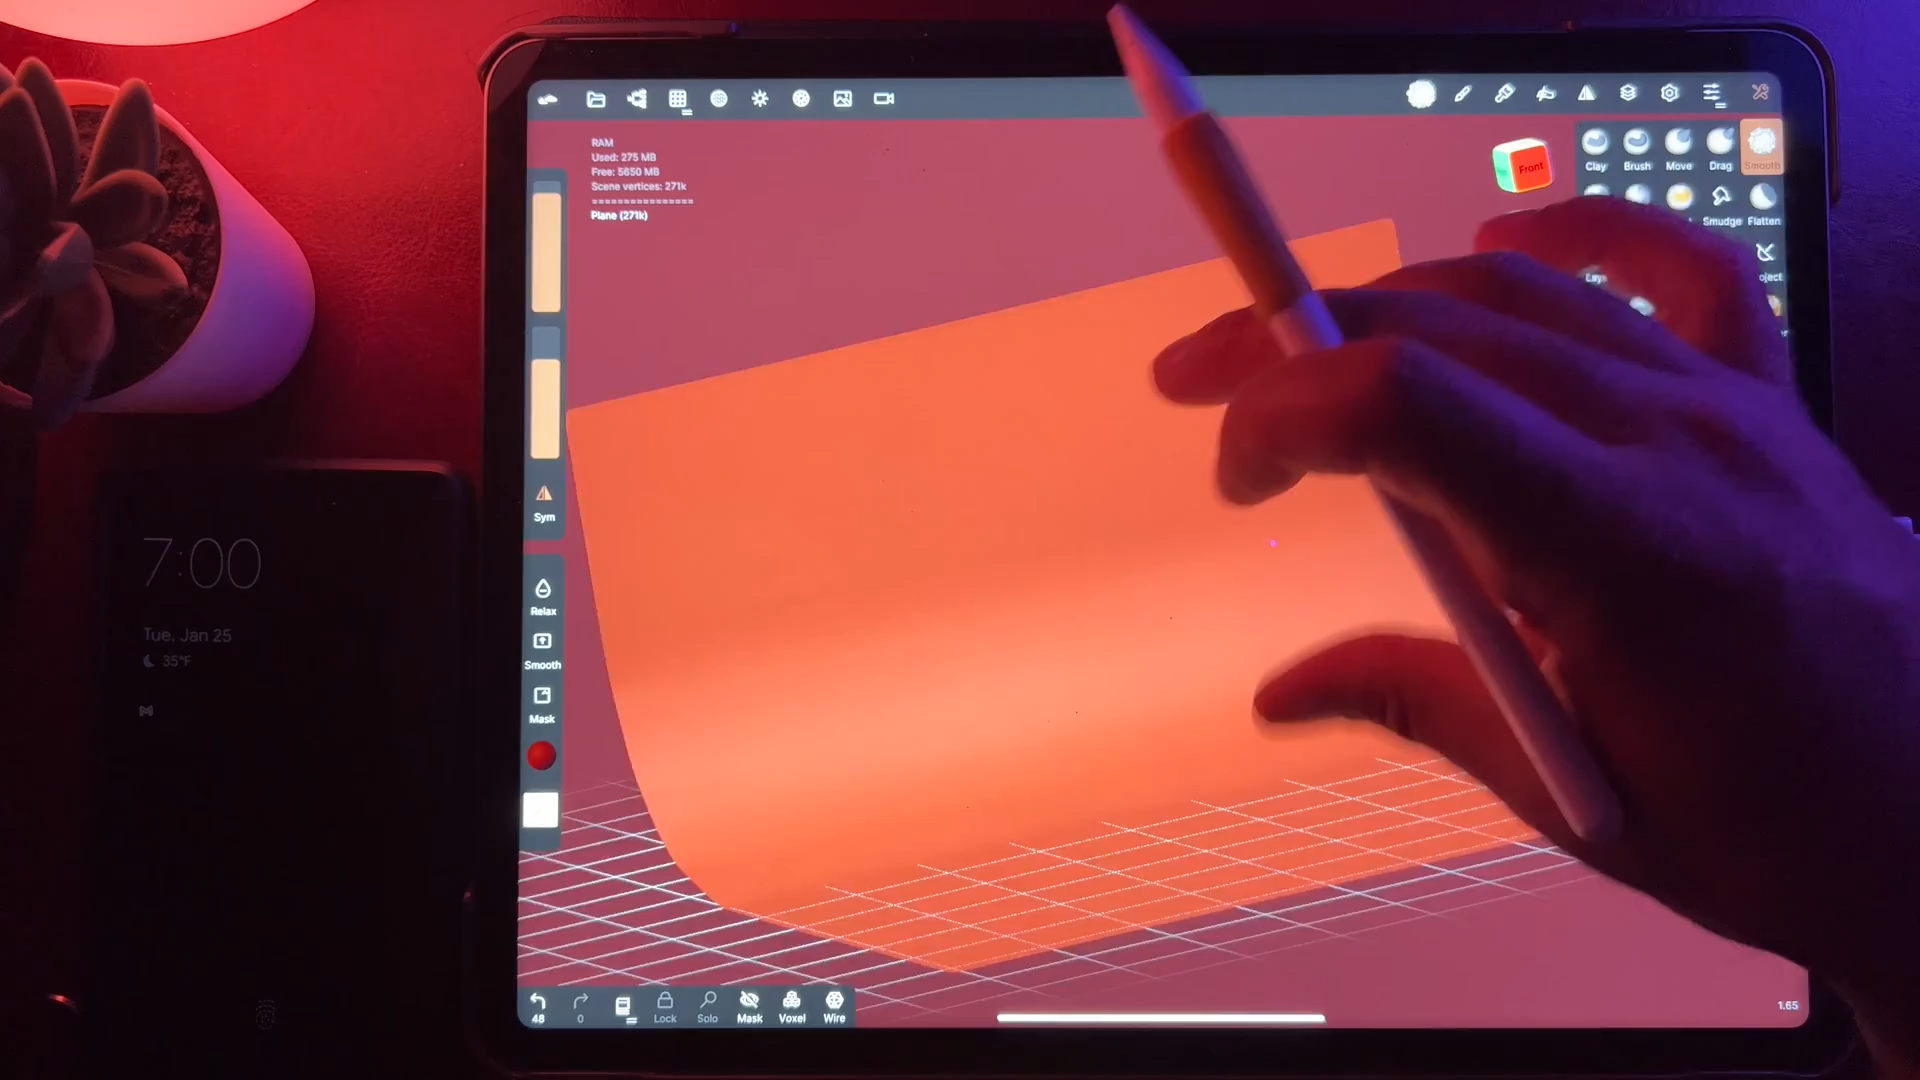 RAM
Used: 275 MB
Free: 5650 MB
Scene vertices: 271k
================
Plane (271k)
Front
Clay Brush Move Drag Smooth
Smudge Flatten
Sym
Relax
Smooth
Mask
7:00
Tue, Jan 25
35°F
48 0 Lock Solo Mask Voxel Wire
1.65